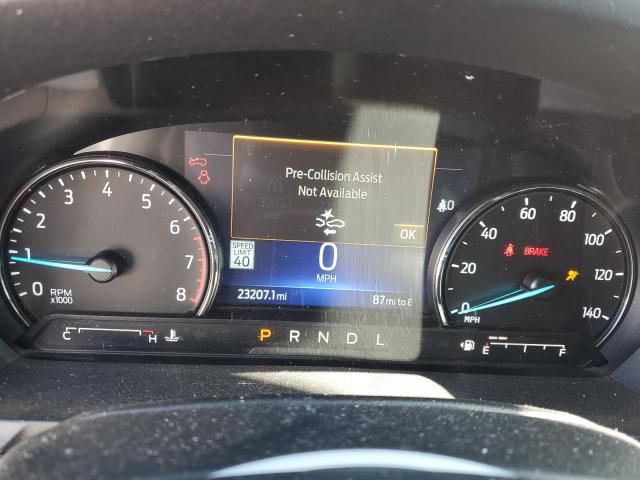 Pre-Collision Assist
Not Available
OK
SPEED
LIMIT
40
0
MPH
23207.1 mi
87 mi to E
0 1 2 3 4 5 6 7 8
RPM
x1000
0 20 40 60 80 100 120 140
MPH
BRAKE
C H
P R N D L
E F